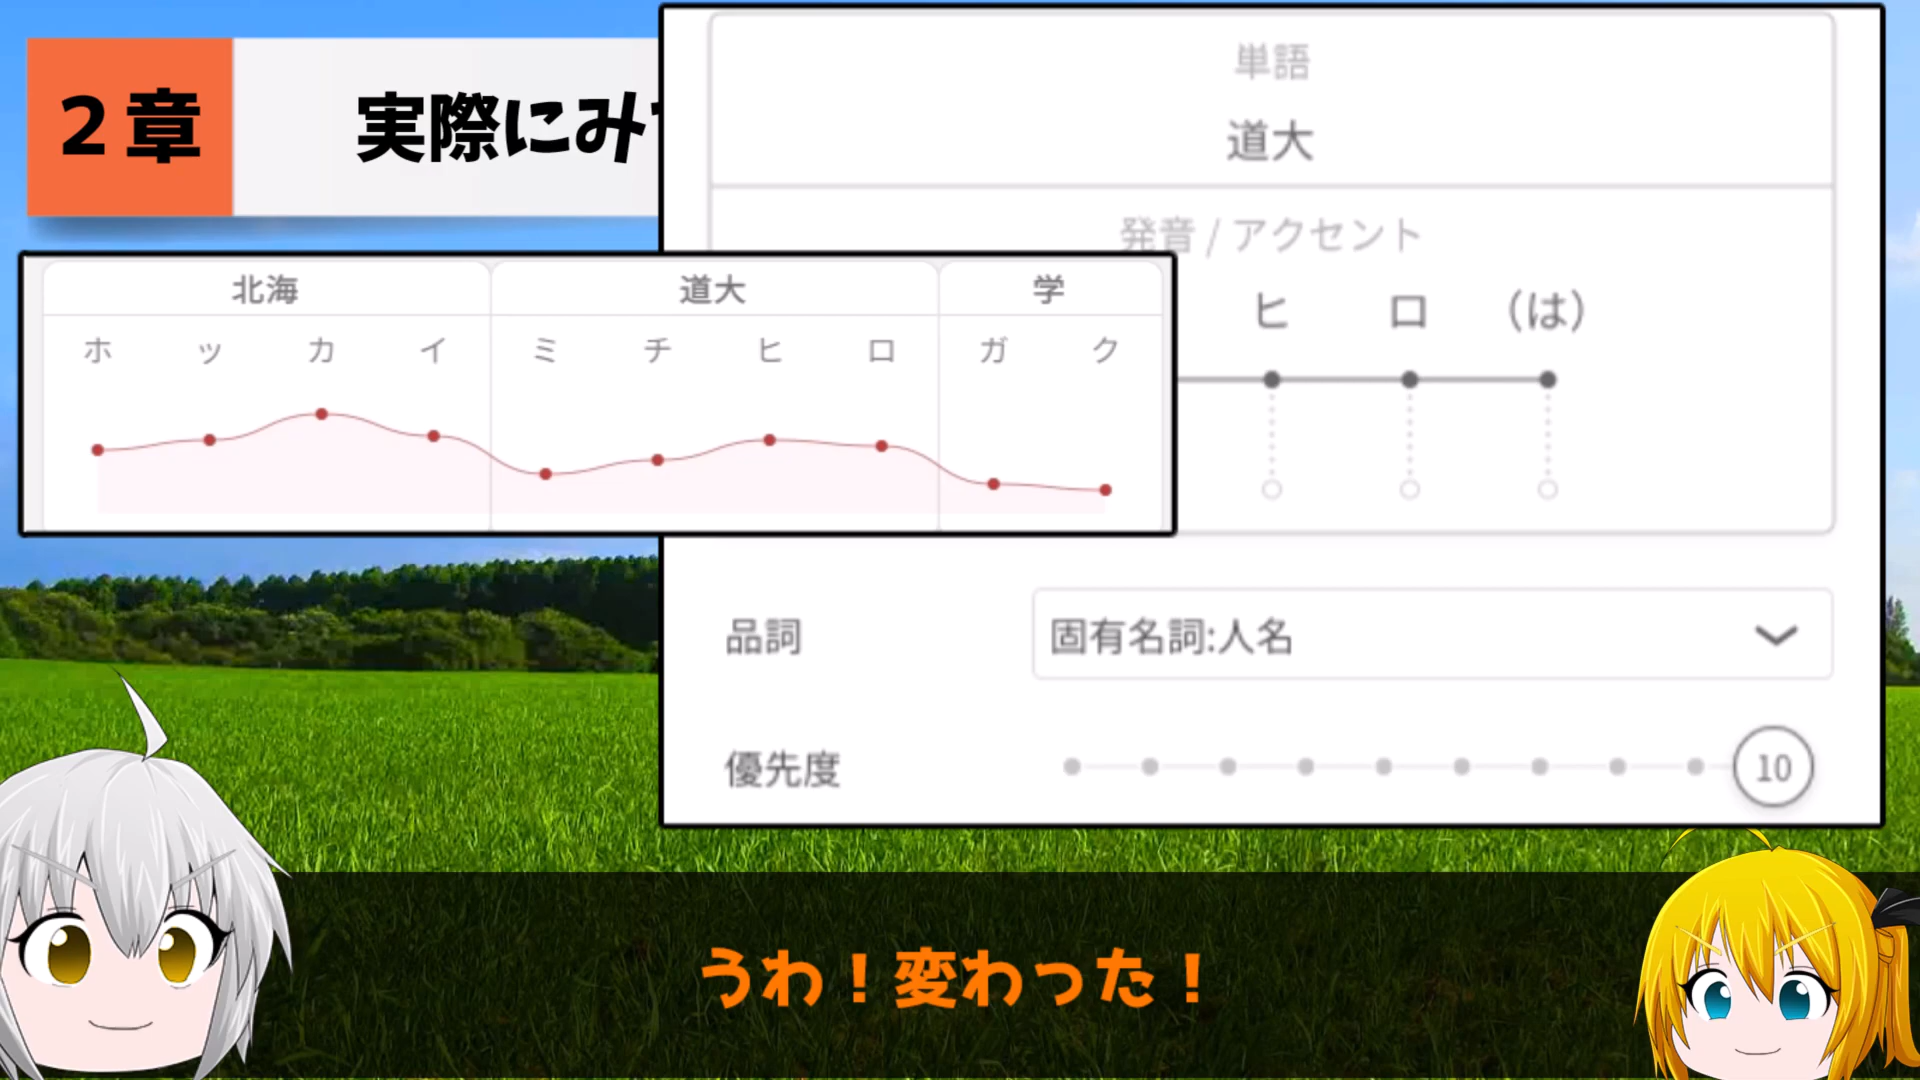 2章
実際にみ
単語
道大
発音 / アクセント
ヒ ロ (は)
北海 道大 学
ホ ッ カ イ ミ チ ヒ ロ ガ ク
品詞 固有名詞:人名
優先度 10
うわ！変わった！